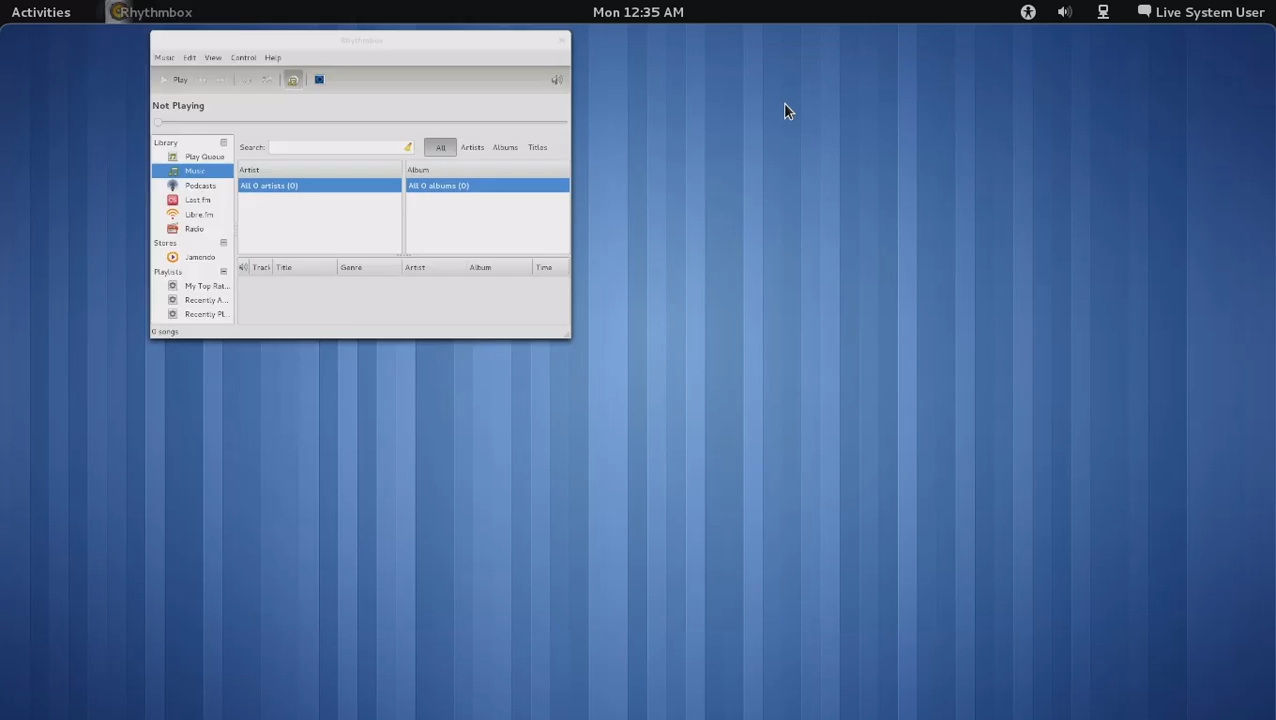 Activities Rhythmbox Mon 12:35 AM Live System User
Rhythmbox
Music Edit View Control Help
Play
Not Playing
Library
Search: All Artists Albums Titles
Play Queue
Music
Artist Album
Podcasts
All 0 artists (0) All 0 albums (0)
Last.fm
Libre.fm
Radio
Stores
Jamendo
Track Title Genre Artist Album Time
Playlists
My Top Rat...
Recently A...
Recently Pl...
0 songs